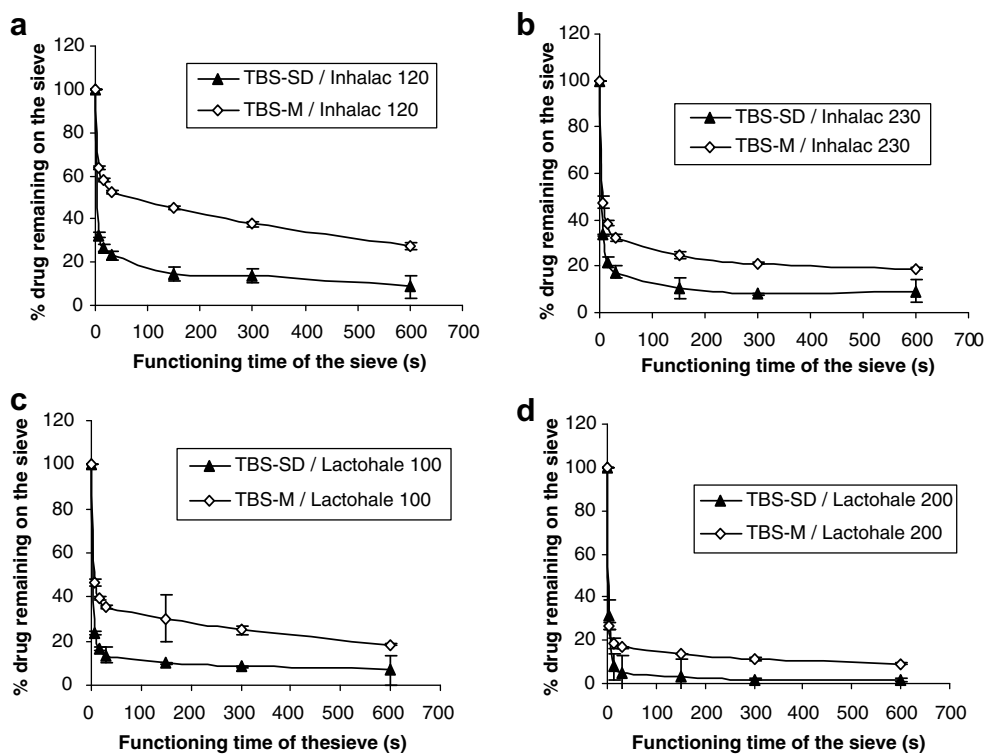 a
% drug remaining on the sieve
120
100
80
60
40
20
0
TBS-SD / Inhalac 120
TBS-M / Inhalac 120
0 100 200 300 400 500 600 700
Functioning time of the sieve (s)
b
% drug remaining on the sieve
120
100
80
60
40
20
0
TBS-SD / Inhalac 230
TBS-M / Inhalac 230
0 100 200 300 400 500 600 700
Functioning time of the sieve (s)
c
% drug remaining on the sieve
120
100
80
60
40
20
0
TBS-SD / Lactohale 100
TBS-M / Lactohale 100
0 100 200 300 400 500 600 700
Functioning time of thesieve (s)
d
% drug remaining on the sieve
120
100
80
60
40
20
0
TBS-SD / Lactohale 200
TBS-M / Lactohale 200
0 100 200 300 400 500 600 700
Functioning time of the sieve (s)